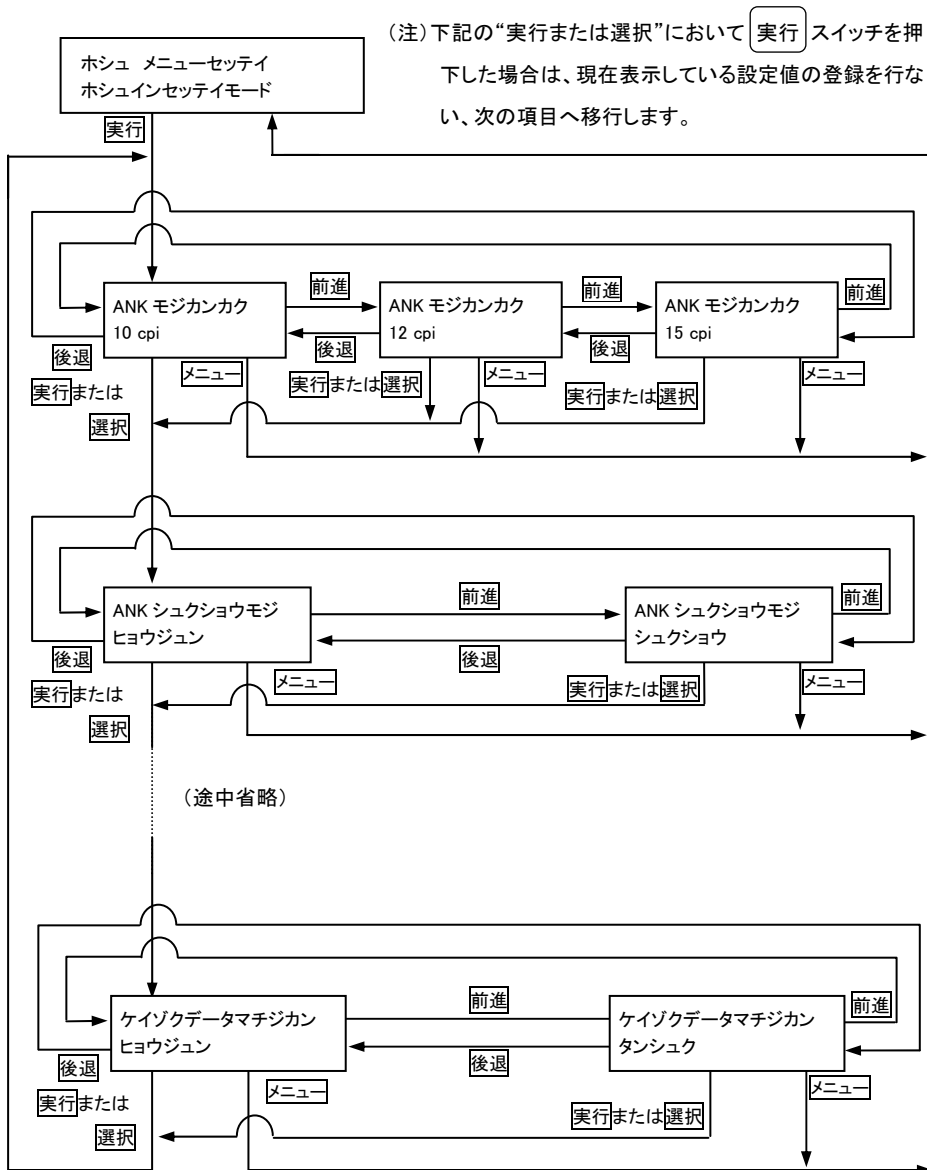 (注)下記の“実行または選択”において 実行 スイッチを押
下した場合は、現在表示している設定値の登録を行な
い、次の項目へ移行します。
ホシュ メニューセッテイ
ホシュインセッテイモード
実行
ANK モジカンカク
10 cpi
前進
後退
ANK モジカンカク
12 cpi
前進
後退
ANK モジカンカク
15 cpi
前進
後退
実行または
選択
メニュー
実行または選択
メニュー
実行または選択
メニュー
ANK シュクショウモジ
ヒョウジュン
前進
後退
ANK シュクショウモジ
シュクショウ
前進
後退
実行または
選択
メニュー
実行または選択
メニュー
(途中省略)
ケイゾクデータマチジカン
ヒョウジュン
前進
後退
ケイゾクデータマチジカン
タンシュク
前進
後退
実行または
選択
メニュー
実行または選択
メニュー